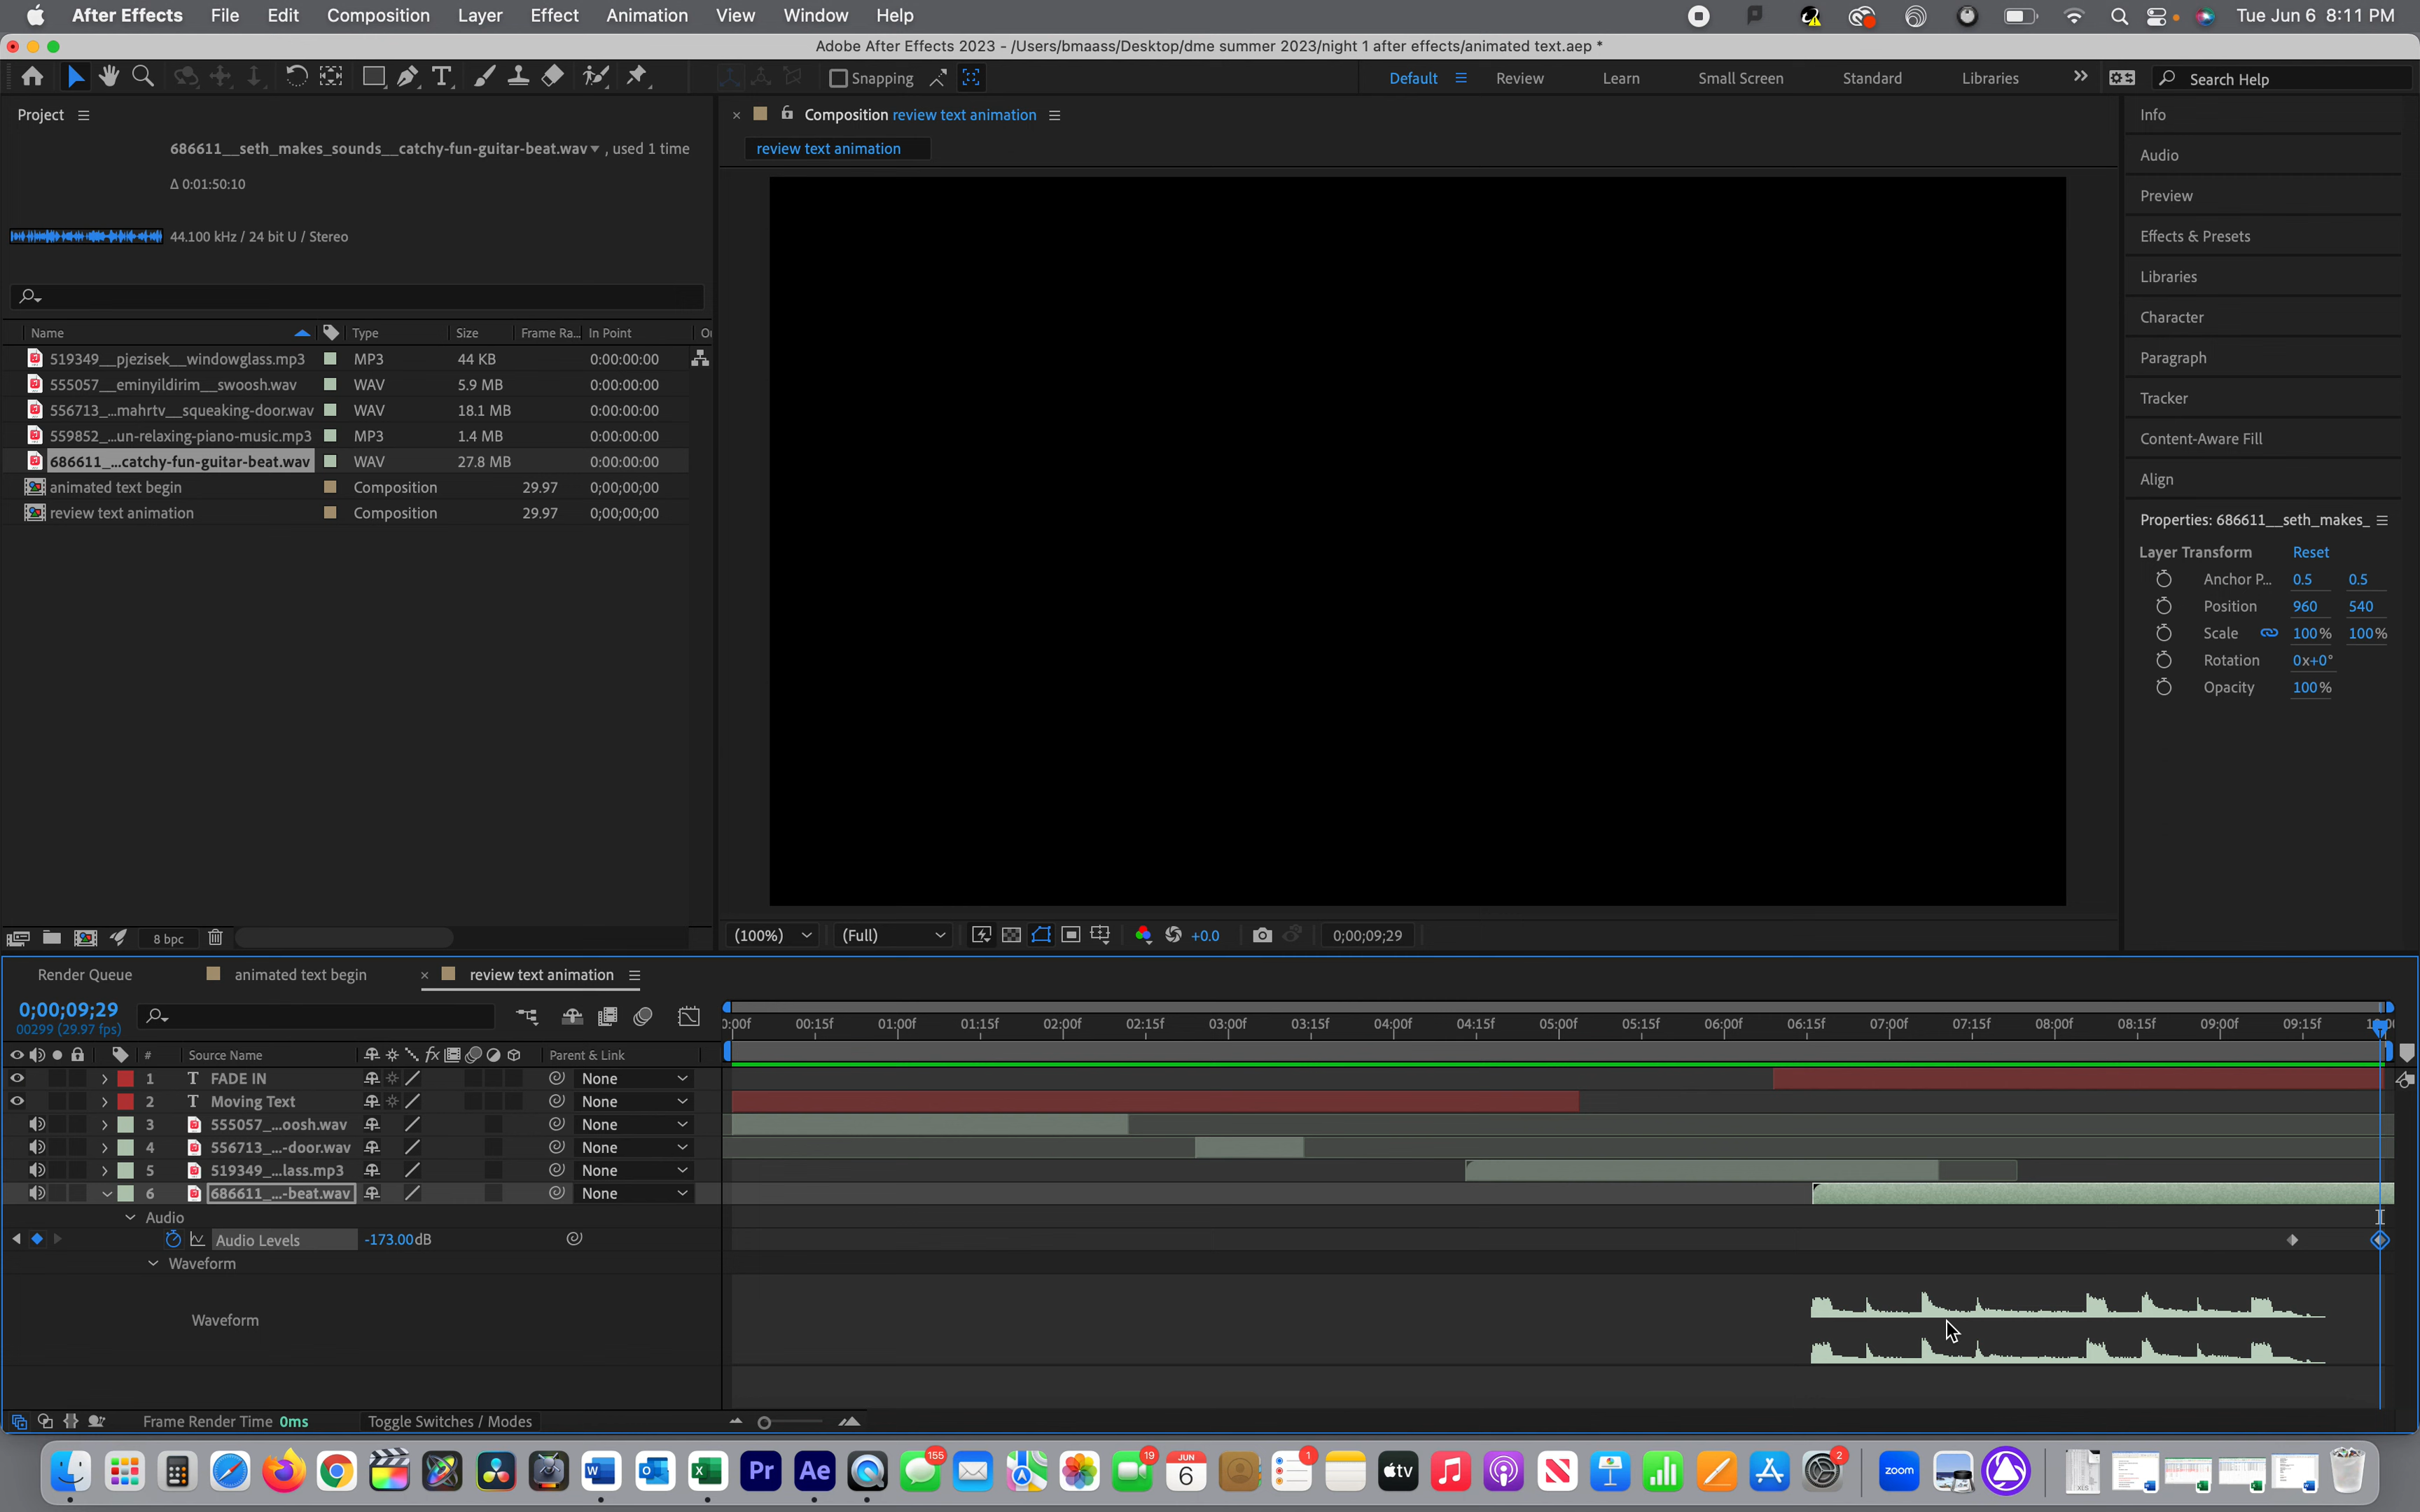 After Effects File Edit Composition Layer Effect Animation View Window Help Tue Jun 6 8:11 PM
Adobe After Effects 2023 - /Users/bmaass/Desktop/dme summer 2023/night 1 after effects/animated text.aep *
Snapping Default Review Learn Small Screen Standard Libraries Search Help
Project
686611__seth_makes_sounds__catchy-fun-guitar-beat.wav , used 1 time
Δ 0:01:50:10
44.100 kHz / 24 bit U / Stereo
Name Type Size Frame Ra... In Point
519349__pjezisek__windowglass.mp3 MP3 44 KB 0:00:00:00
555057__eminyildirim__swoosh.wav WAV 5.9 MB 0:00:00:00
556713_...mahrtv__squeaking-door.wav WAV 18.1 MB 0:00:00:00
559852_...un-relaxing-piano-music.mp3 MP3 1.4 MB 0:00:00:00
686611_...catchy-fun-guitar-beat.wav WAV 27.8 MB 0:00:00:00
animated text begin Composition 29.97 0;00;00;00
review text animation Composition 29.97 0;00;00;00
8 bpc
Composition review text animation
review text animation
(100%) (Full) +0.0 0;00;09;29
Info
Audio
Preview
Effects & Presets
Libraries
Character
Paragraph
Tracker
Content-Aware Fill
Align
Properties: 686611__seth_makes_
Layer Transform Reset
Anchor P... 0.5 0.5
Position 960 540
Scale 100% 100%
Rotation 0x+0°
Opacity 100%
Render Queue animated text begin review text animation
0;00;09;29
00299 (29.97 fps)
00:15f 01:00f 01:15f 02:00f 02:15f 03:00f 03:15f 04:00f 04:15f 05:00f 05:15f 06:00f 06:15f 07:00f 07:15f 08:00f 08:15f 09:00f 09:15f
# Source Name fx Parent & Link
1 T FADE IN None
2 T Moving Text None
3 555057_...oosh.wav None
4 556713_...-door.wav None
5 519349_...lass.mp3 None
6 686611_...-beat.wav None
Audio
Audio Levels -173.00dB
Waveform
Waveform
Frame Render Time 0ms Toggle Switches / Modes
Pr Ae 155 19 JUN 6 1 tv 2 zoom